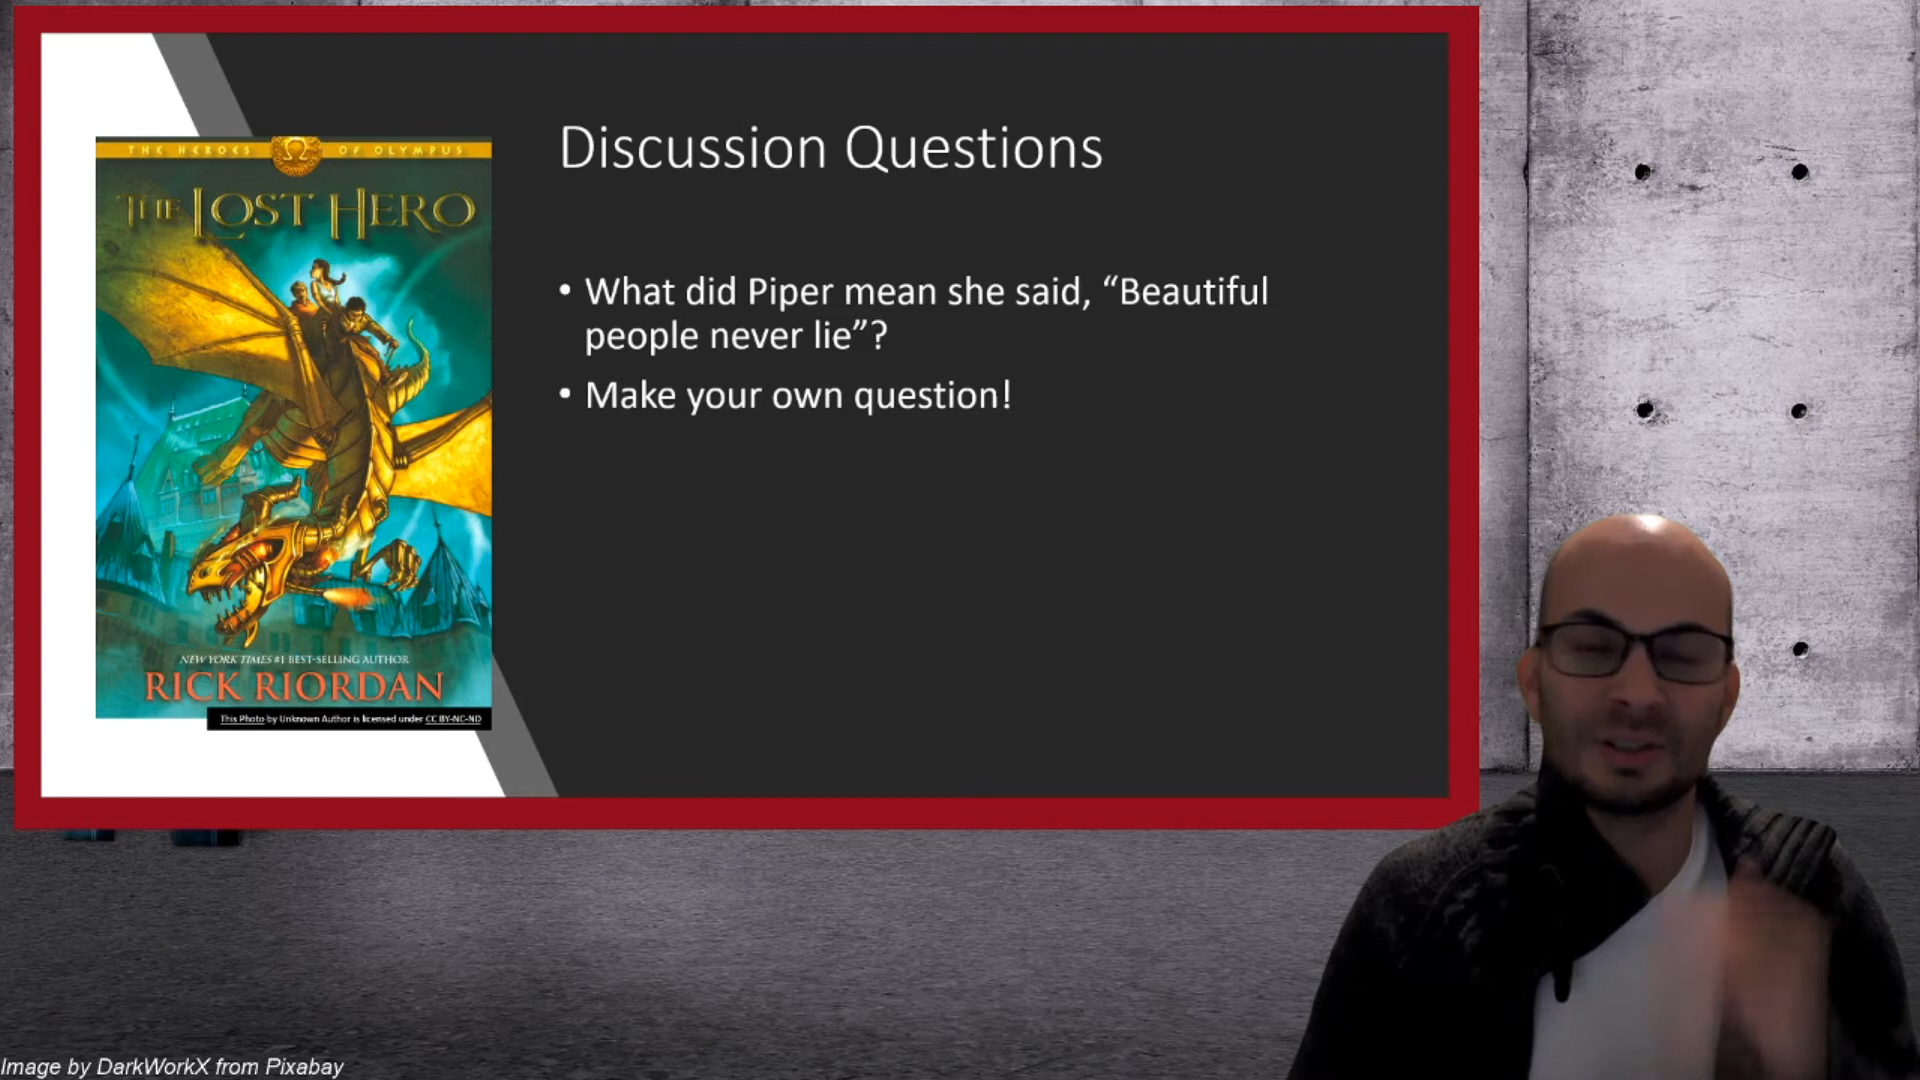 THE HEROES OF OLYMPUS
THE LOST HERO
NEW YORK TIMES #1 BEST-SELLING AUTHOR
RICK RIORDAN
This Photo by Unknown Author is licensed under CC BY-NC-ND
Discussion Questions
• What did Piper mean she said, “Beautiful
people never lie”?
• Make your own question!
Image by DarkWorkX from Pixabay